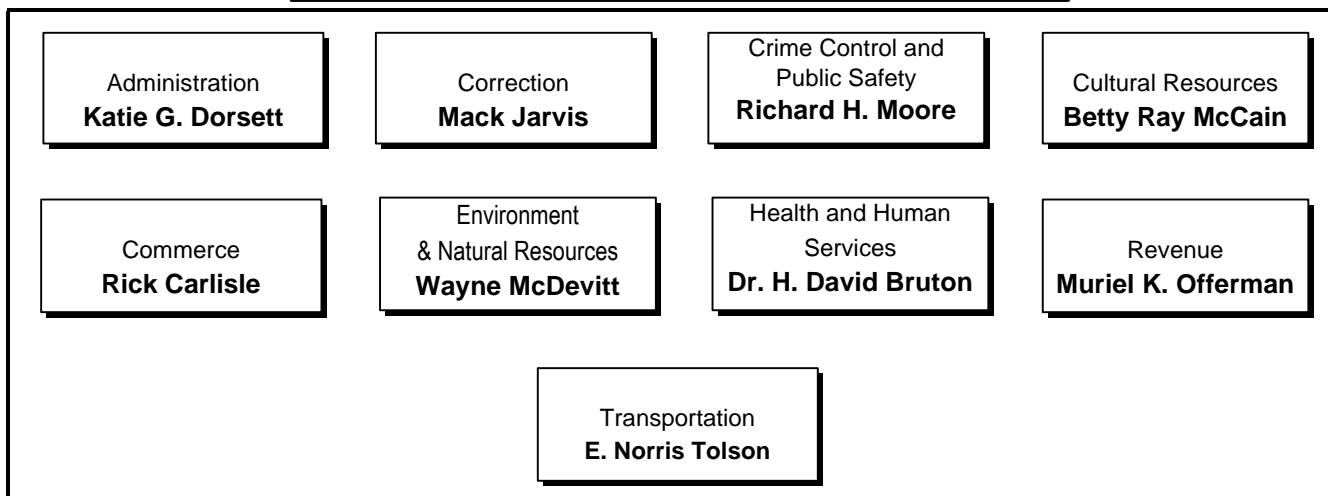 Administration
Katie G. Dorsett
Correction
Mack Jarvis
Crime Control and
Public Safety
Richard H. Moore
Cultural Resources
Betty Ray McCain
Commerce
Rick Carlisle
Environment
& Natural Resources
Wayne McDevitt
Health and Human
Services
Dr. H. David Bruton
Revenue
Muriel K. Offerman
Transportation
E. Norris Tolson